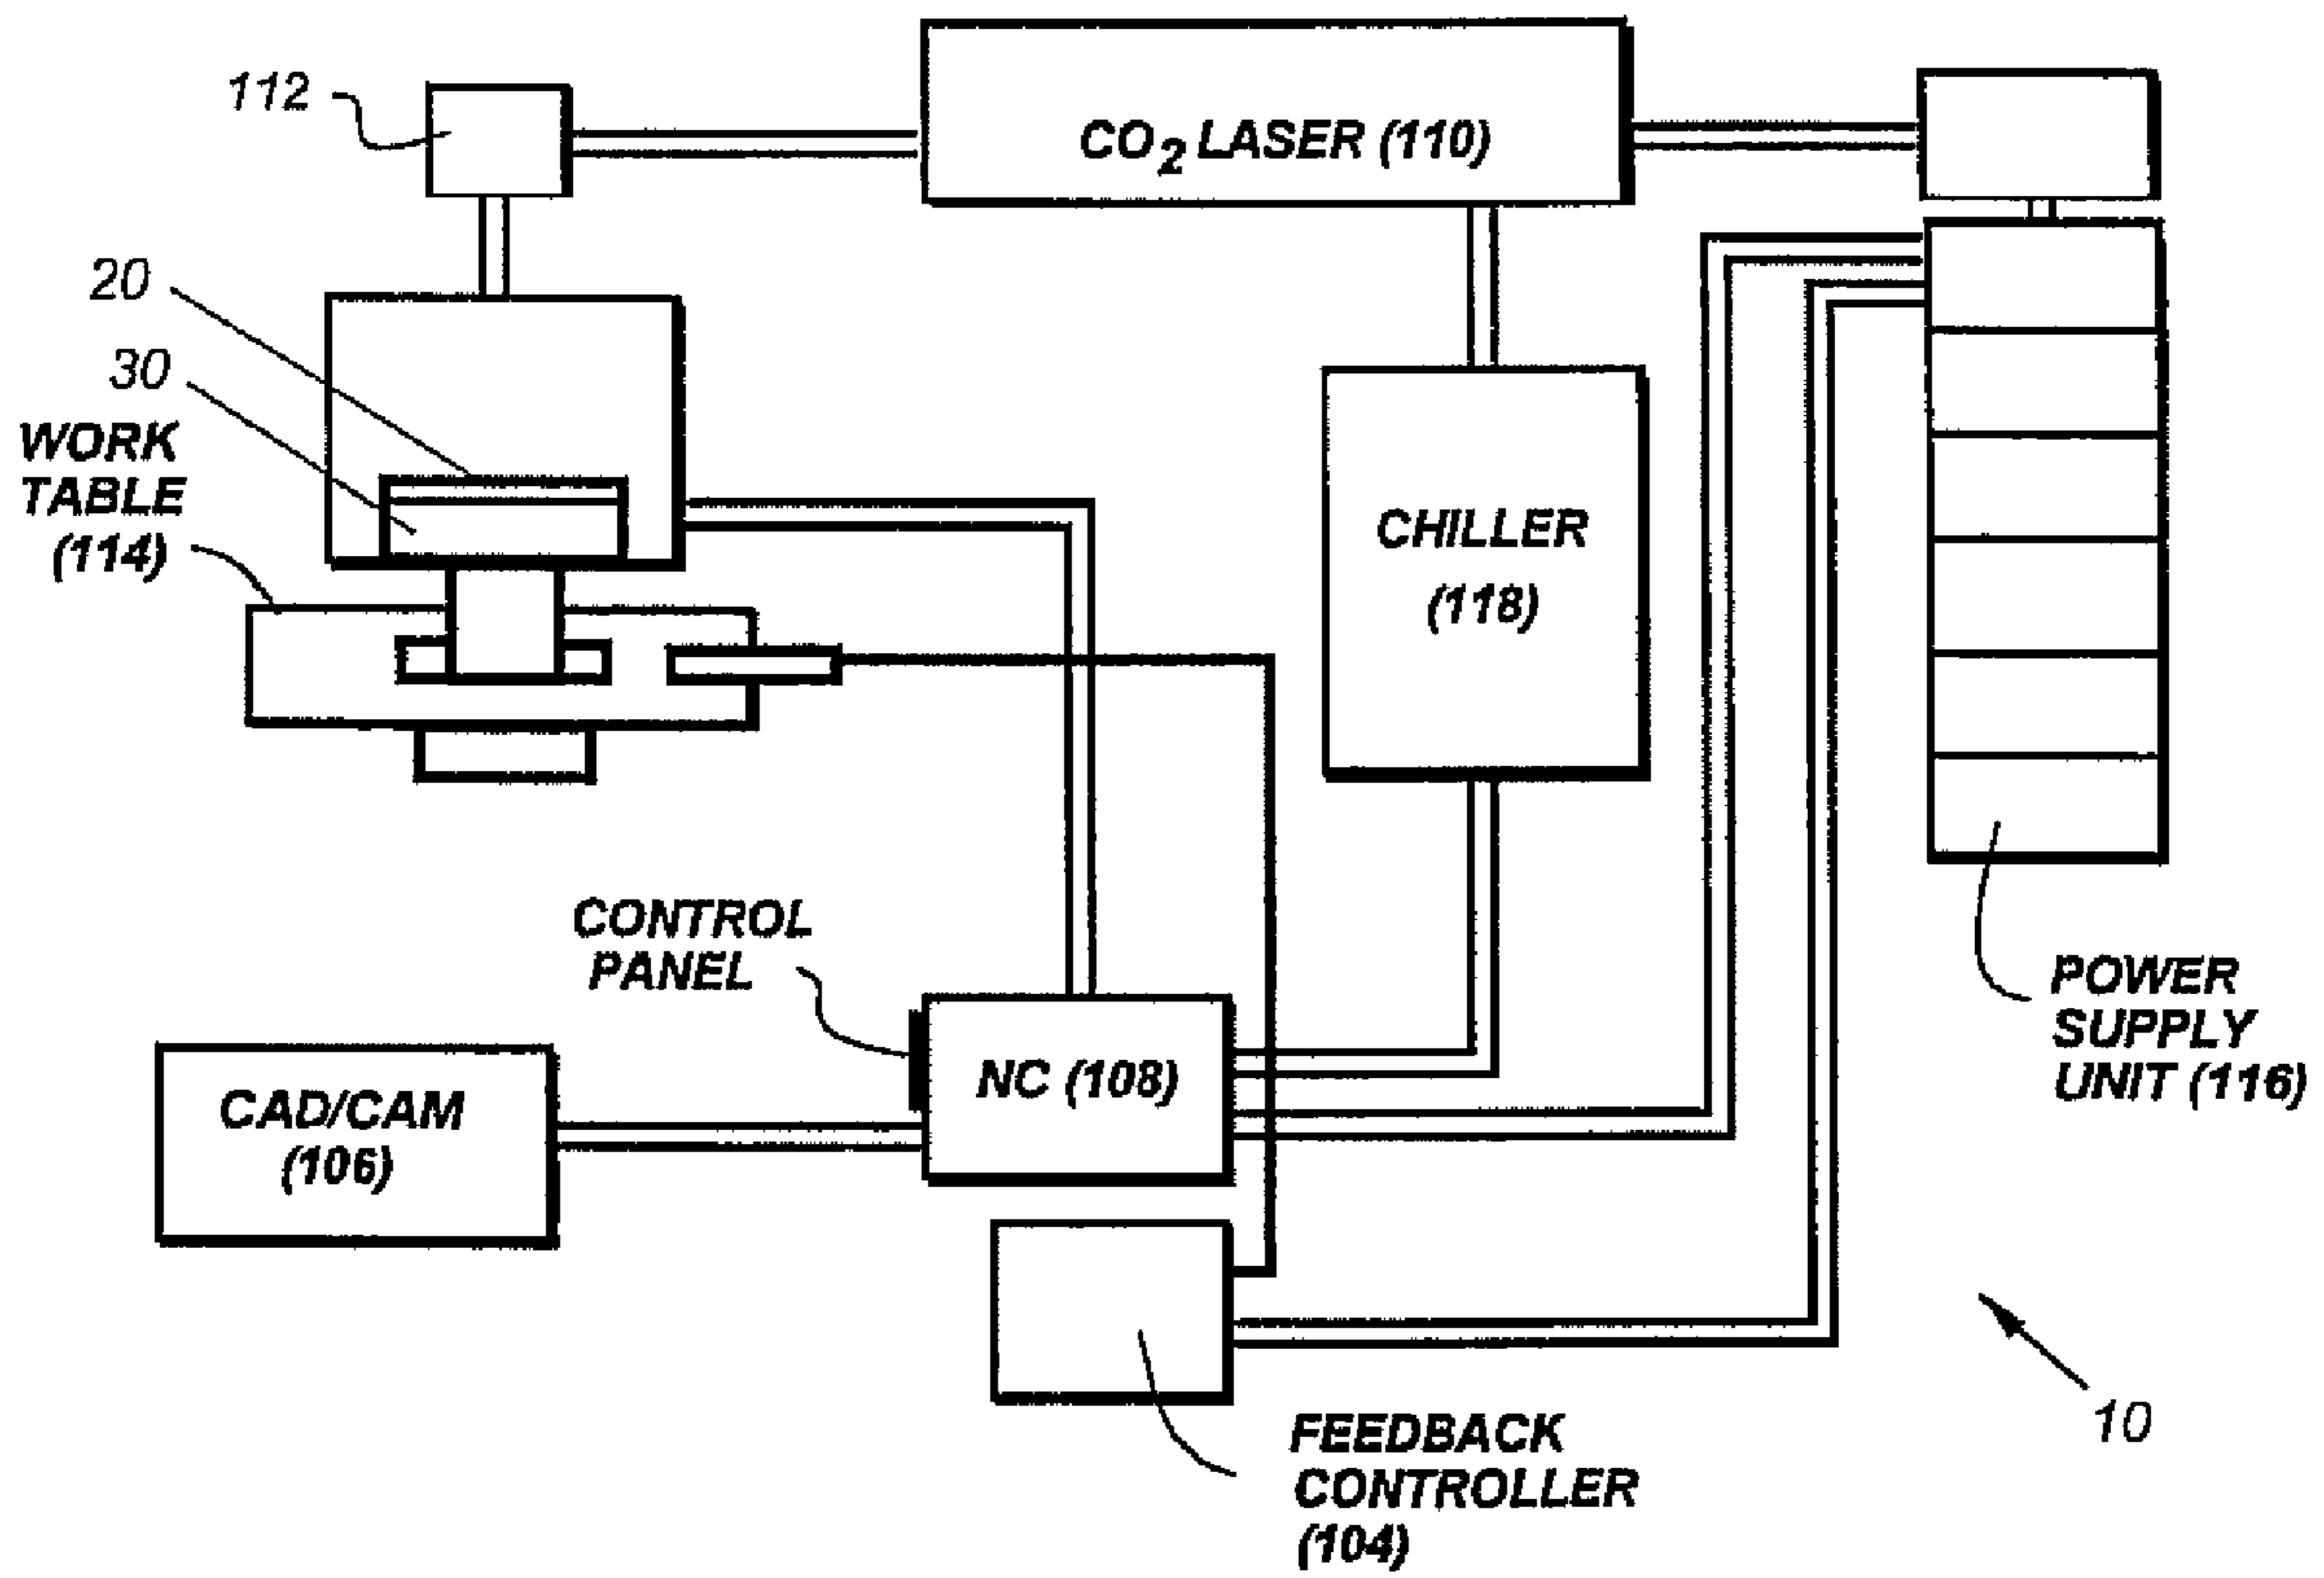 112
CO2 LASER (110)
20
30
WORK
TABLE
(114)
CHILLER
(118)
CONTROL
PANEL
NC (108)
CAD/CAM
(106)
POWER
SUPPLY
UNIT (116)
10
FEEDBACK
CONTROLLER
(104)